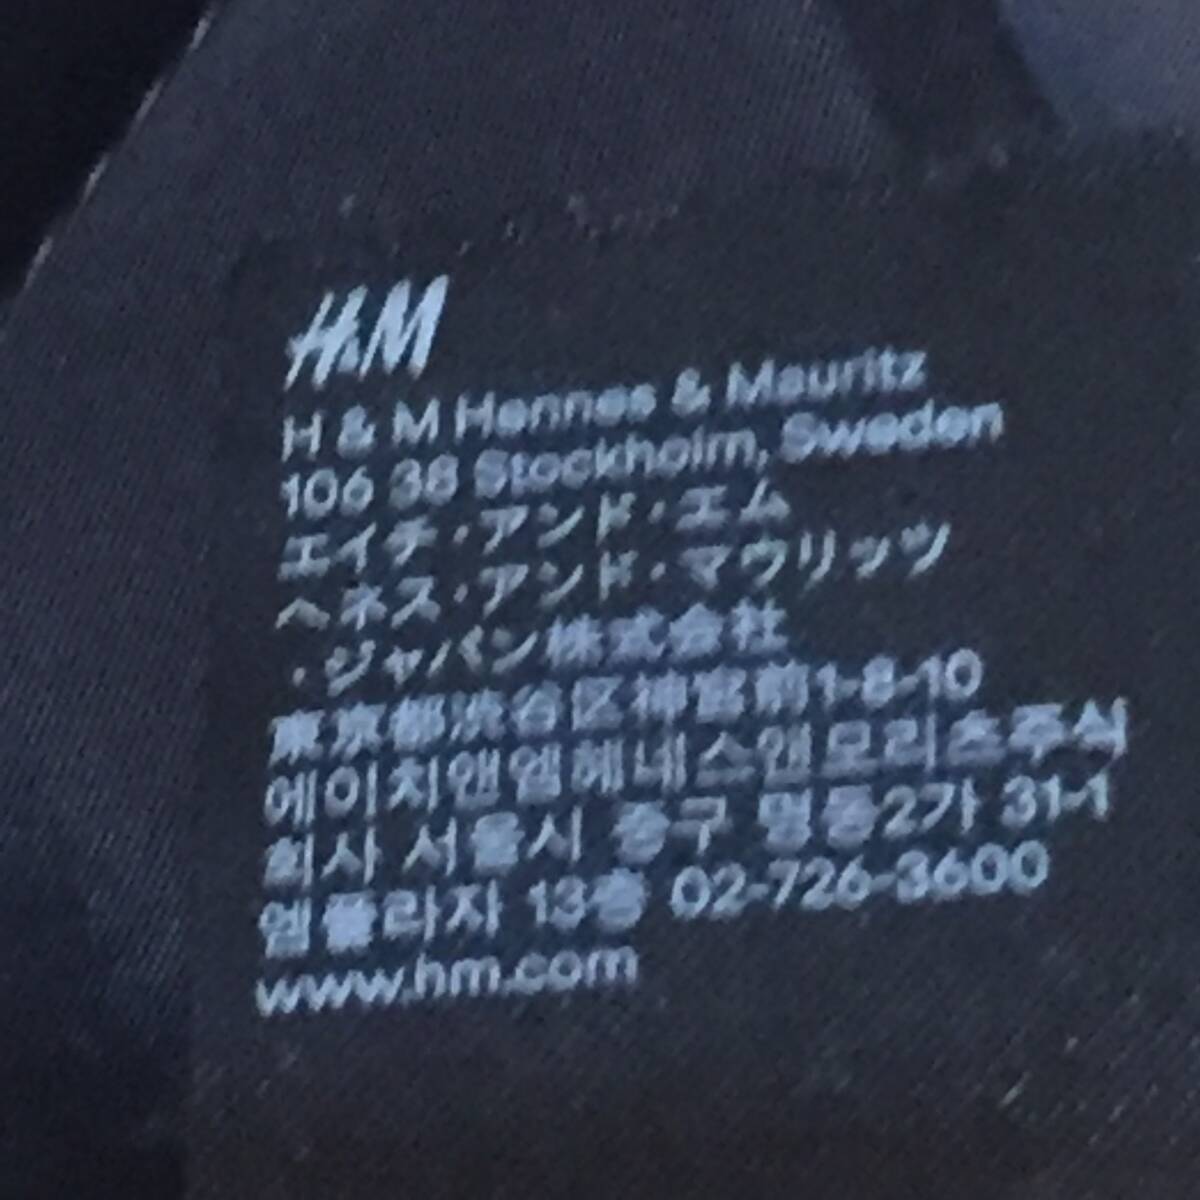 H&M
H & M Hennes & Mauritz
106 38 Stockholm, Sweden
エイチ・アンド・エム
ヘネス・アンド・マウリッツ
・ジャパン株式会社
東京都渋谷区神宮前1-8-10
에이치앤엠헤네스앤모리츠주식
회사 서울시 중구 명동2가 31-1
엠플라자 13층 02-726-3600
www.hm.com